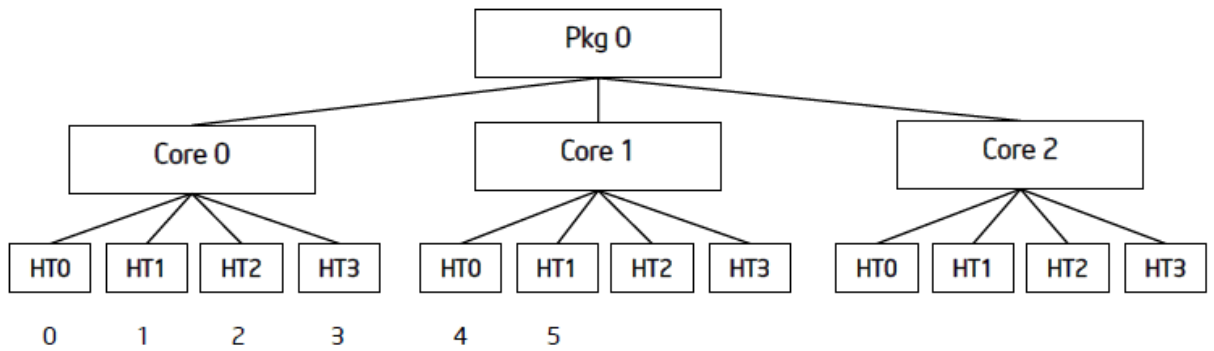 Pkg 0
Core 0 Core 1 Core 2
HT0 HT1 HT2 HT3 HT0 HT1 HT2 HT3 HT0 HT1 HT2 HT3
0 1 2 3 4 5